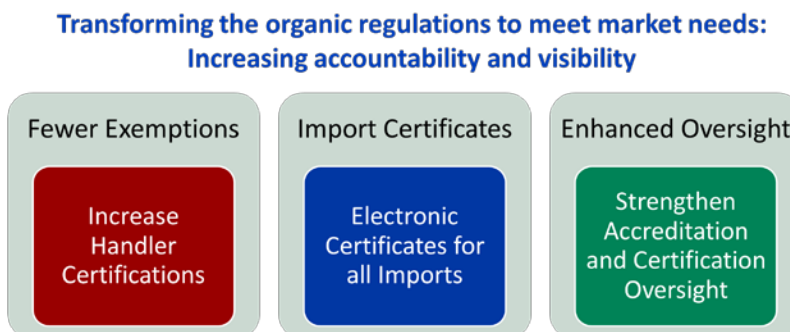 Transforming the organic regulations to meet market needs:
Increasing accountability and visibility
Fewer Exemptions
Increase
Handler
Certifications
Import Certificates
Electronic
Certificates for
all Imports
Enhanced Oversight
Strengthen
Accreditation
and Certification
Oversight